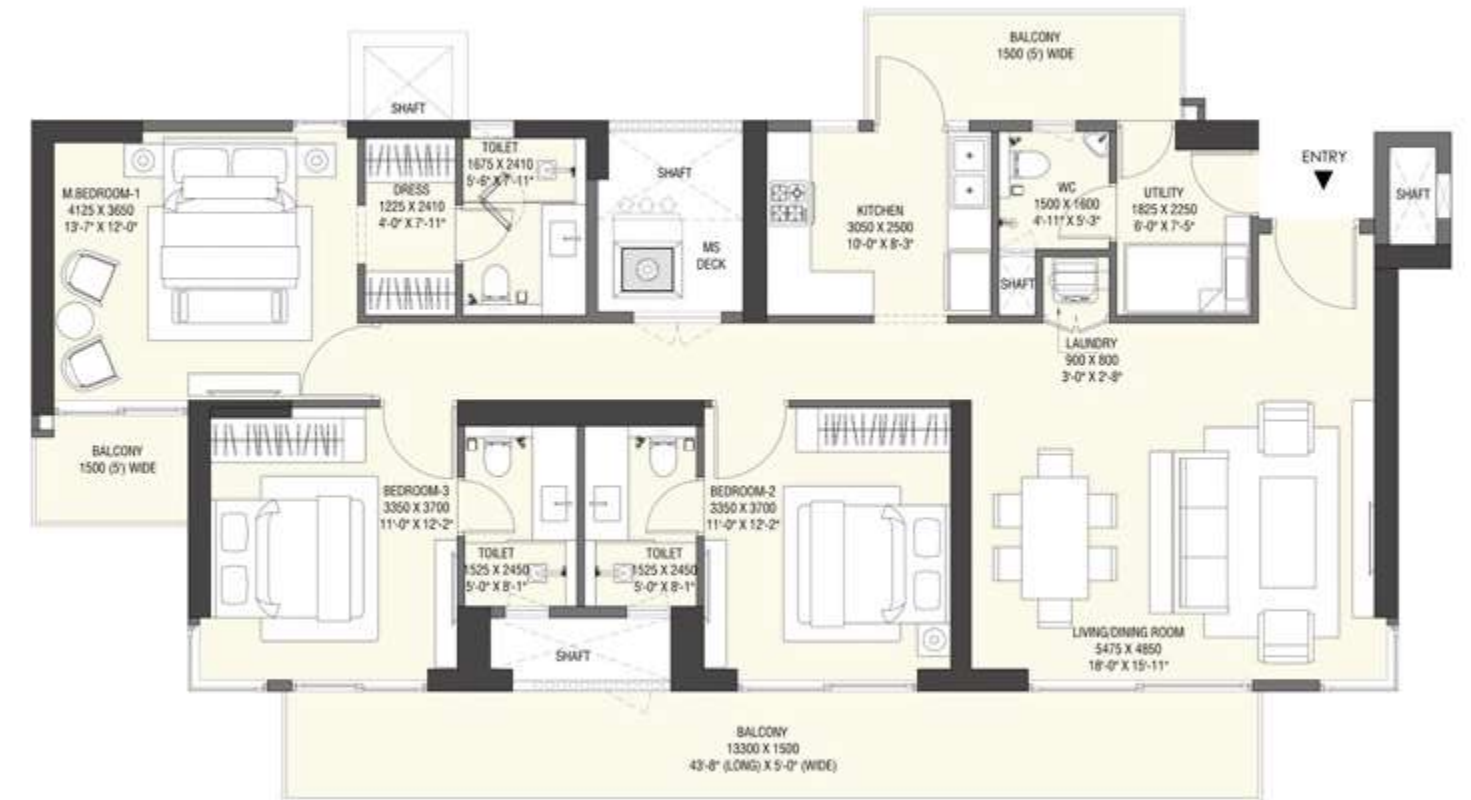 BALCONY
1500 (5') WIDE
SHAFT
M.BEDROOM-1
4125 X 3650
13'-7" X 12'-0"
DRESS
1225 X 2410
4'-0" X 7'-11"
TOILET
1675 X 2410
5'-6" X 7'-11"
SHAFT
MS
DECK
KITCHEN
3050 X 2500
10'-0" X 8'-3"
WC
1500 X 1600
4'-11" X 5'-3"
SHAFT
UTILITY
1825 X 2250
6'-0" X 7'-5"
ENTRY
SHAFT
LAUNDRY
900 X 800
3'-0" X 2'-8"
BALCONY
1500 (5') WIDE
BEDROOM-3
3350 X 3700
11'-0" X 12'-2"
TOILET
1525 X 2450
5'-0" X 8'-1"
TOILET
1525 X 2450
5'-0" X 8'-1"
BEDROOM-2
3350 X 3700
11'-0" X 12'-2"
SHAFT
LIVING/DINING ROOM
5475 X 4850
18'-0" X 15'-11"
BALCONY
13300 X 1500
43'-8" (LONG) X 5'-0" (WIDE)